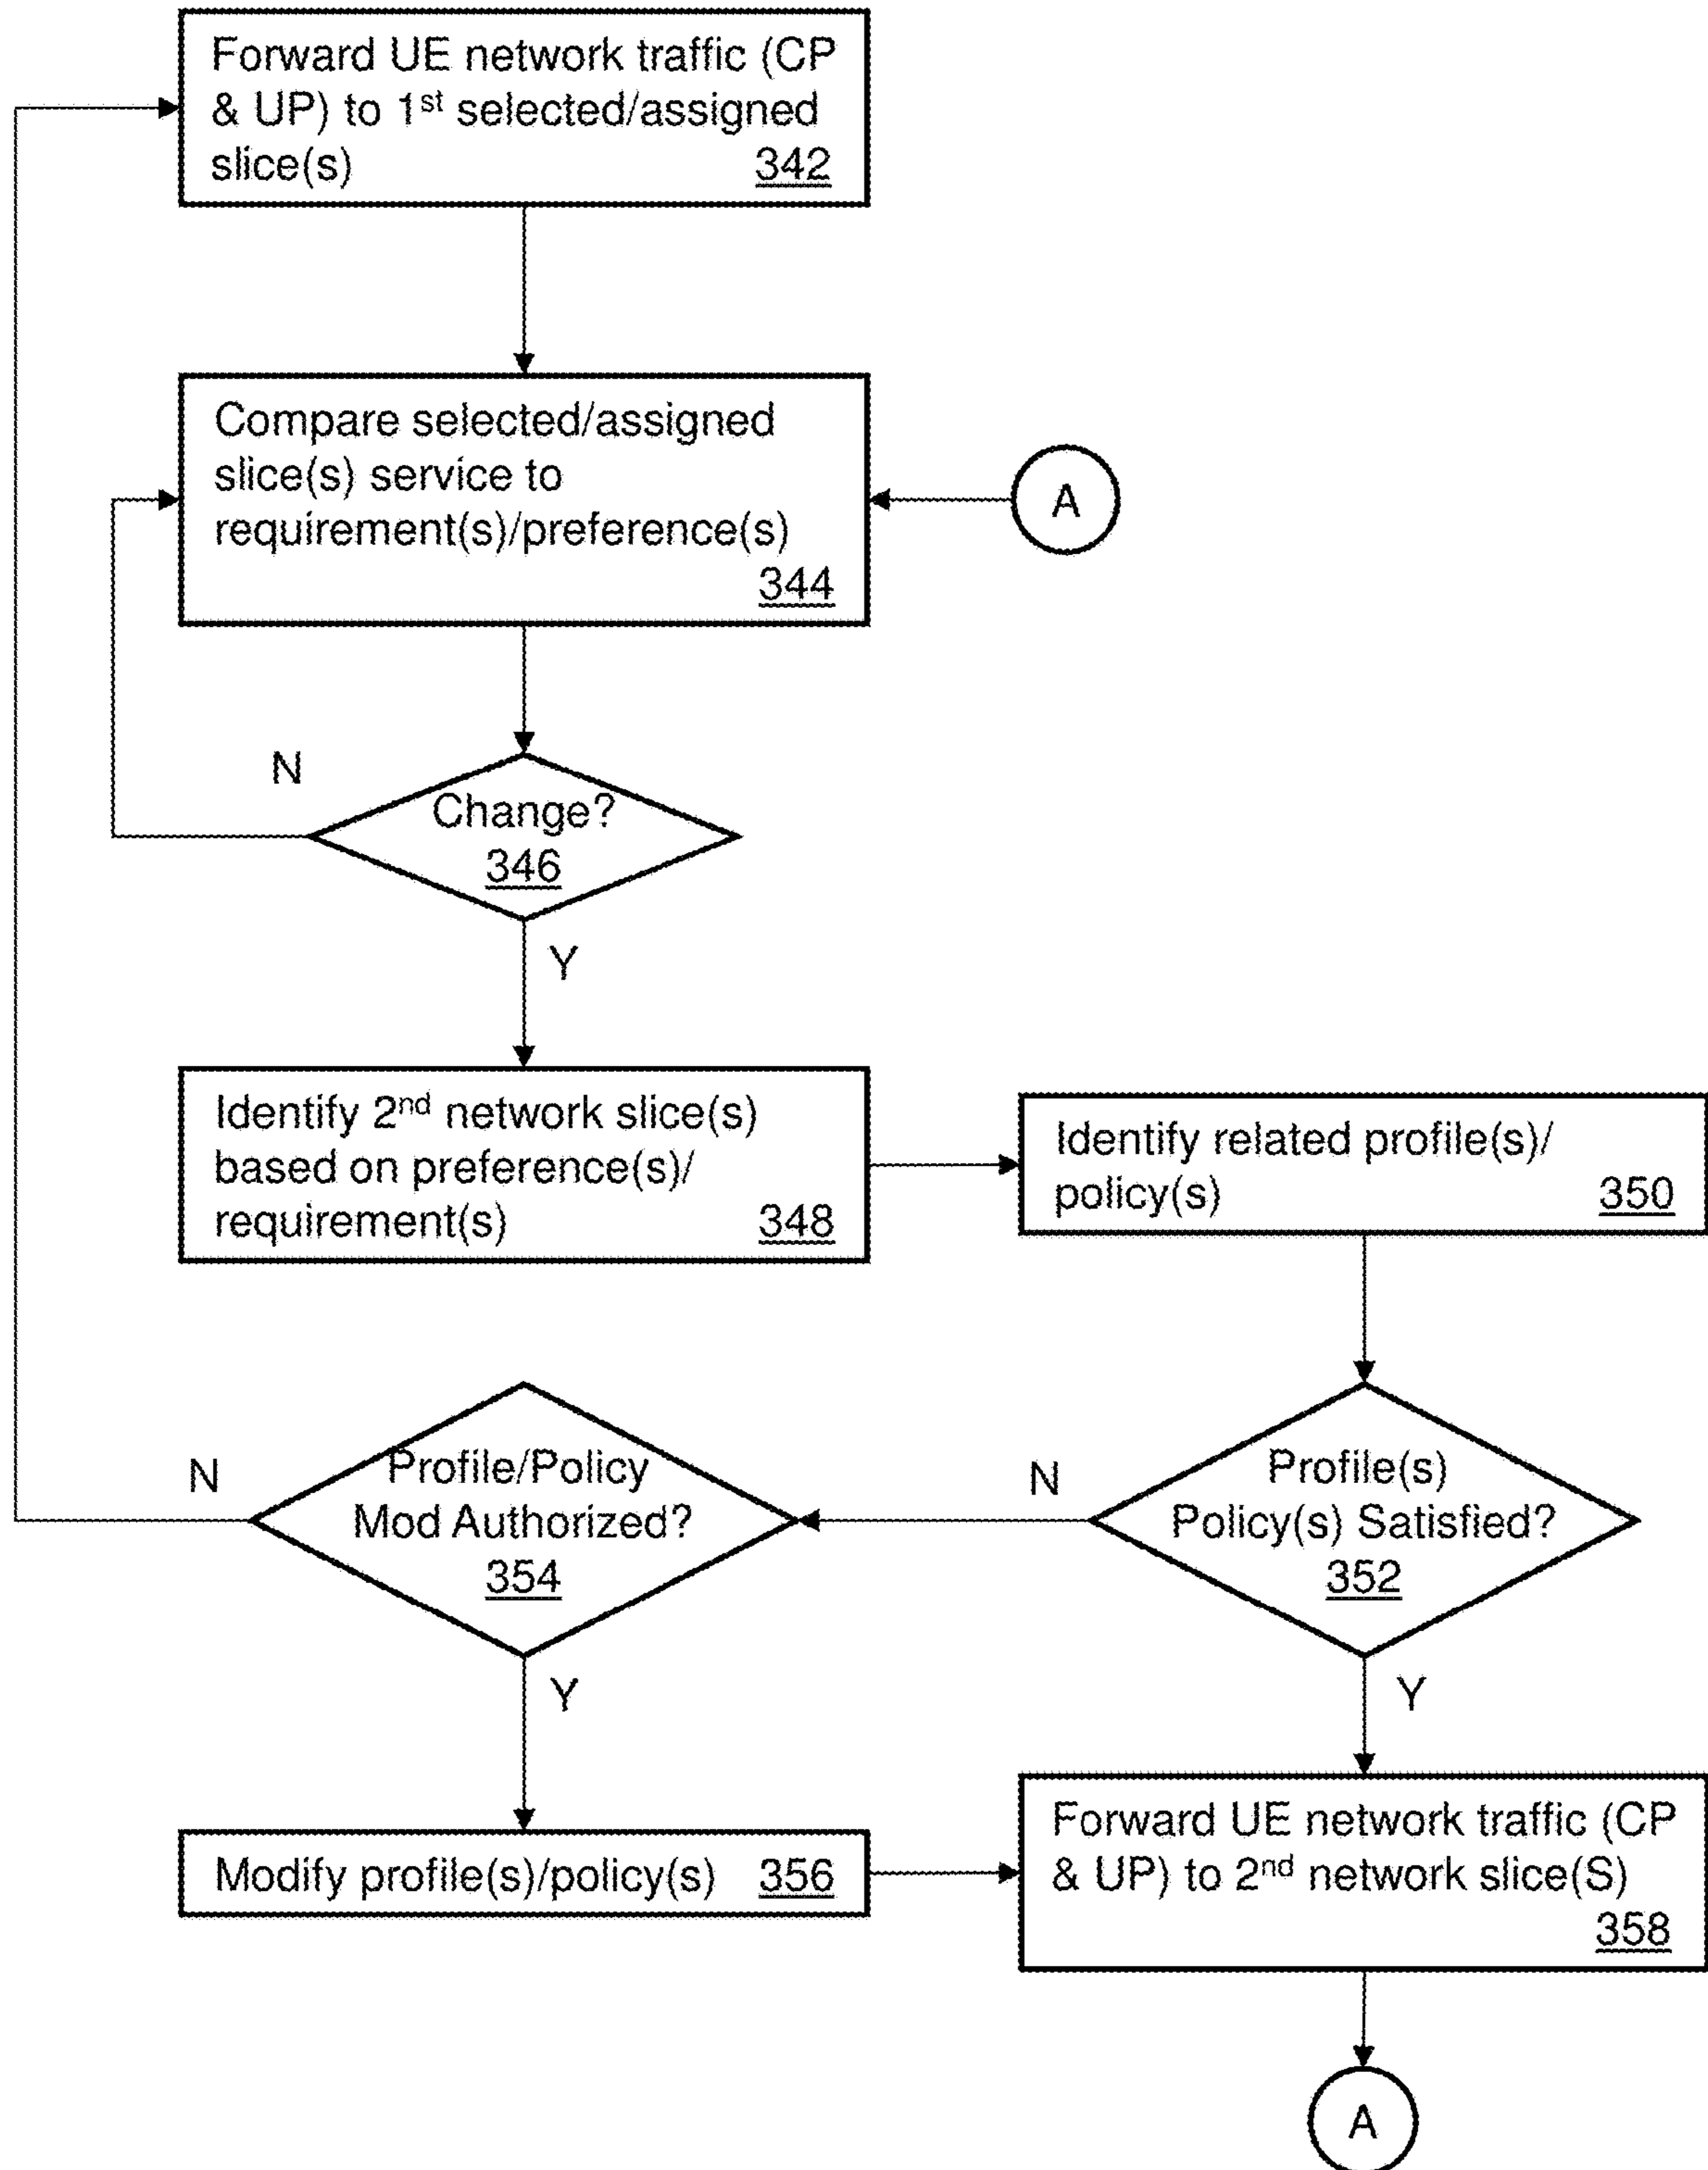 Forward UE network traffic (CP
& UP) to 1st selected/assigned
slice(s) 342
Compare selected/assigned
slice(s) service to
requirement(s)/preference(s)
344
A
N
Change?
346
Y
Identify 2nd network slice(s)
based on preference(s)/
requirement(s) 348
Identify related profile(s)/
policy(s) 350
N
Profile/Policy
Mod Authorized?
354
N
Profile(s)
Policy(s) Satisfied?
352
Y
Y
Modify profile(s)/policy(s) 356
Forward UE network traffic (CP
& UP) to 2nd network slice(S)
358
A